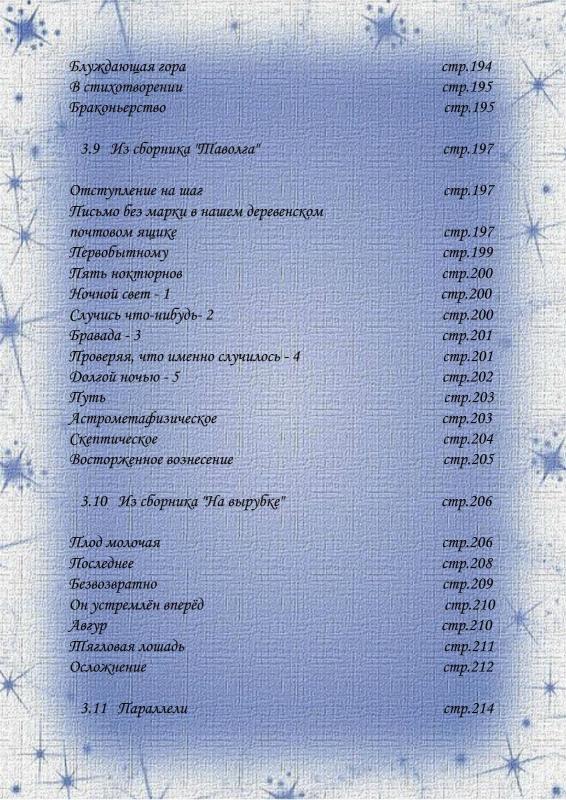 Блуждающая гора стр.194
В стихотворении стр.195
Браконьерство стр.195
3.9 Из сборника "Таволга" стр.197
Отступление на шаг стр.197
Письмо без марки в нашем деревенском
почтовом ящике стр.197
Первобытному стр.199
Пять ноктюрнов стр.200
Ночной свет - 1 стр.200
Случись что-нибудь- 2 стр.200
Бравада - 3 стр.201
Проверяя, что именно случилось - 4 стр.201
Долгой ночью - 5 стр.202
Путь стр.203
Астрометафизическое стр.203
Скептическое стр.204
Восторженное вознесение стр.205
3.10 Из сборника "На вырубке" стр.206
Плод молочая стр.206
Последнее стр.208
Безвозвратно стр.209
Он устремлён вперёд стр.210
Авгур стр.210
Тягловая лошадь стр.211
Осложнение стр.212
3.11 Параллели стр.214